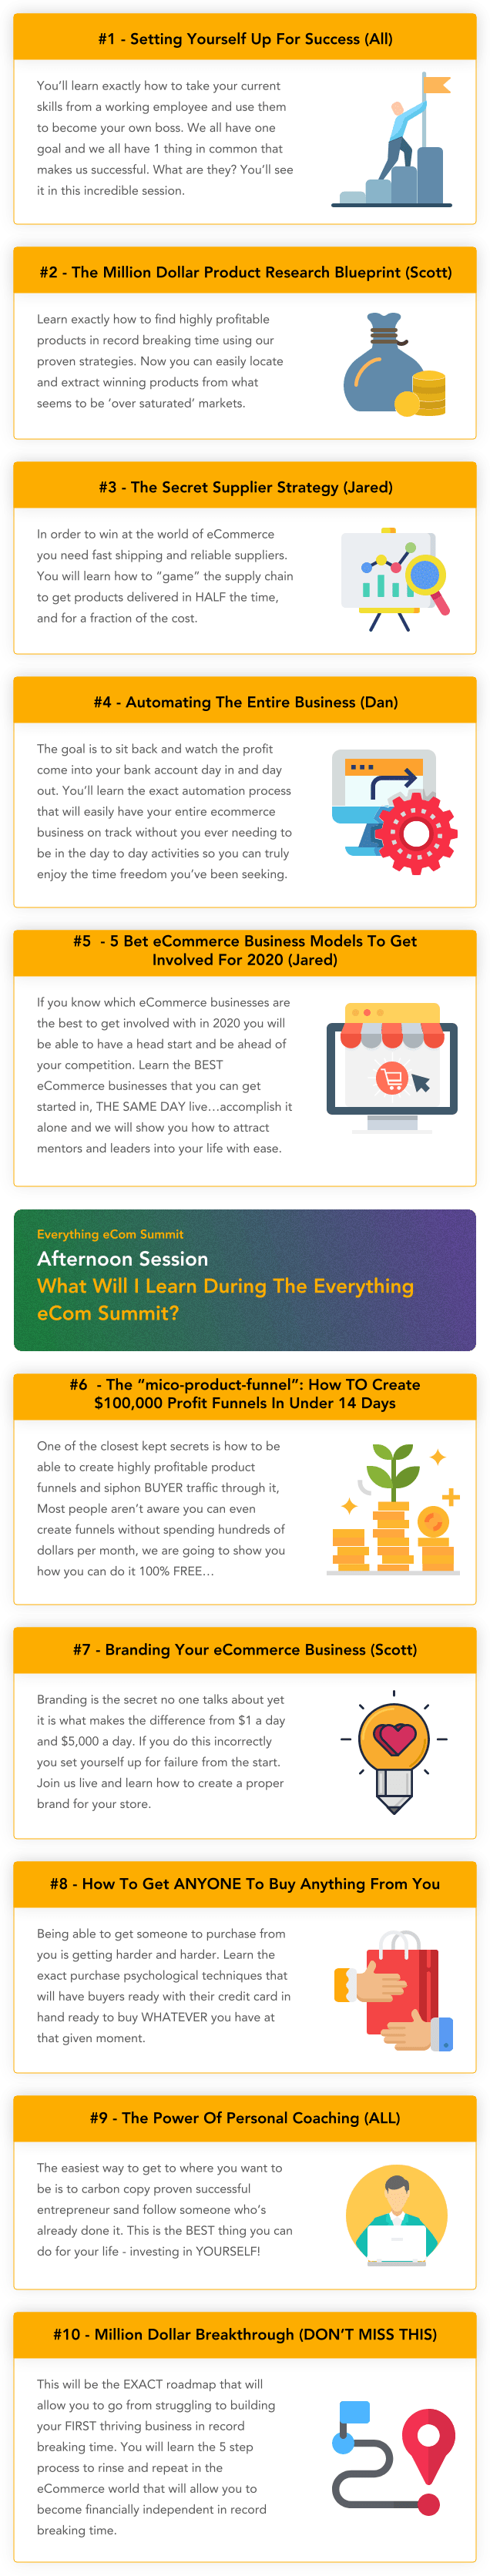 #1 - Setting Yourself Up For Success (All)
You'll learn exactly how to take your current
skills from a working employee and use them
to become your own boss. We all have one
goal and we all have 1 thing in common that
makes us successful. What are they? You'll see
it in this incredible session.
#2 - The Million Dollar Product Research Blueprint (Scott)
Learn exactly how to find highly profitable
products in record breaking time using our
proven strategies. Now you can easily locate
and extract winning products from what
seems to be 'over saturated' markets.
#3 - The Secret Supplier Strategy (Jared)
In order to win at the world of eCommerce
you need fast shipping and reliable suppliers.
You will learn how to "game" the supply chain
to get products delivered in HALF the time,
and for a fraction of the cost.
#4 - Automating The Entire Business (Dan)
The goal is to sit back and watch the profit
come into your bank account day in and day
out. You'll learn the exact automation process
that will easily have your entire ecommerce
business on track without you ever needing to
be in the day to day activities so you can truly
enjoy the time freedom you've been seeking.
#5 - 5 Bet eCommerce Business Models To Get
Involved For 2020 (Jared)
If you know which eCommerce businesses are
the best to get involved with in 2020 you will
be able to have a head start and be ahead of
your competition. Learn the BEST
eCommerce businesses that you can get
started in, THE SAME DAY live...accomplish it
alone and we will show you how to attract
mentors and leaders into your life with ease.
Everything eCom Summit
Afternoon Session
What Will I Learn During The Everything
eCom Summit?
#6 - The "mico-product-funnel": How TO Create
$100,000 Profit Funnels In Under 14 Days
One of the closest kept secrets is how to be
able to create highly profitable product
funnels and siphon BUYER traffic through it,
Most people aren't aware you can even
create funnels without spending hundreds of
dollars per month, we are going to show you
how you can do it 100% FREE...
#7 - Branding Your eCommerce Business (Scott)
Branding is the secret no one talks about yet
it is what makes the difference from $1 a day
and $5,000 a day. If you do this incorrectly
you set yourself up for failure from the start.
Join us live and learn how to create a proper
brand for your store.
#8 - How To Get ANYONE To Buy Anything From You
Being able to get someone to purchase from
you is getting harder and harder. Learn the
exact purchase psychological techniques that
will have buyers ready with their credit card in
hand ready to buy WHATEVER you have at
that given moment.
#9 - The Power Of Personal Coaching (ALL)
The easiest way to get to where you want to
be is to carbon copy proven successful
entrepreneur sand follow someone who's
already done it. This is the BEST thing you can
do for your life - investing in YOURSELF!
#10 - Million Dollar Breakthrough (DON'T MISS THIS)
This will be the EXACT roadmap that will
allow you to go from struggling to building
your FIRST thriving business in record
breaking time. You will learn the 5 step
process to rinse and repeat in the
eCommerce world that will allow you to
become financially independent in record
breaking time.